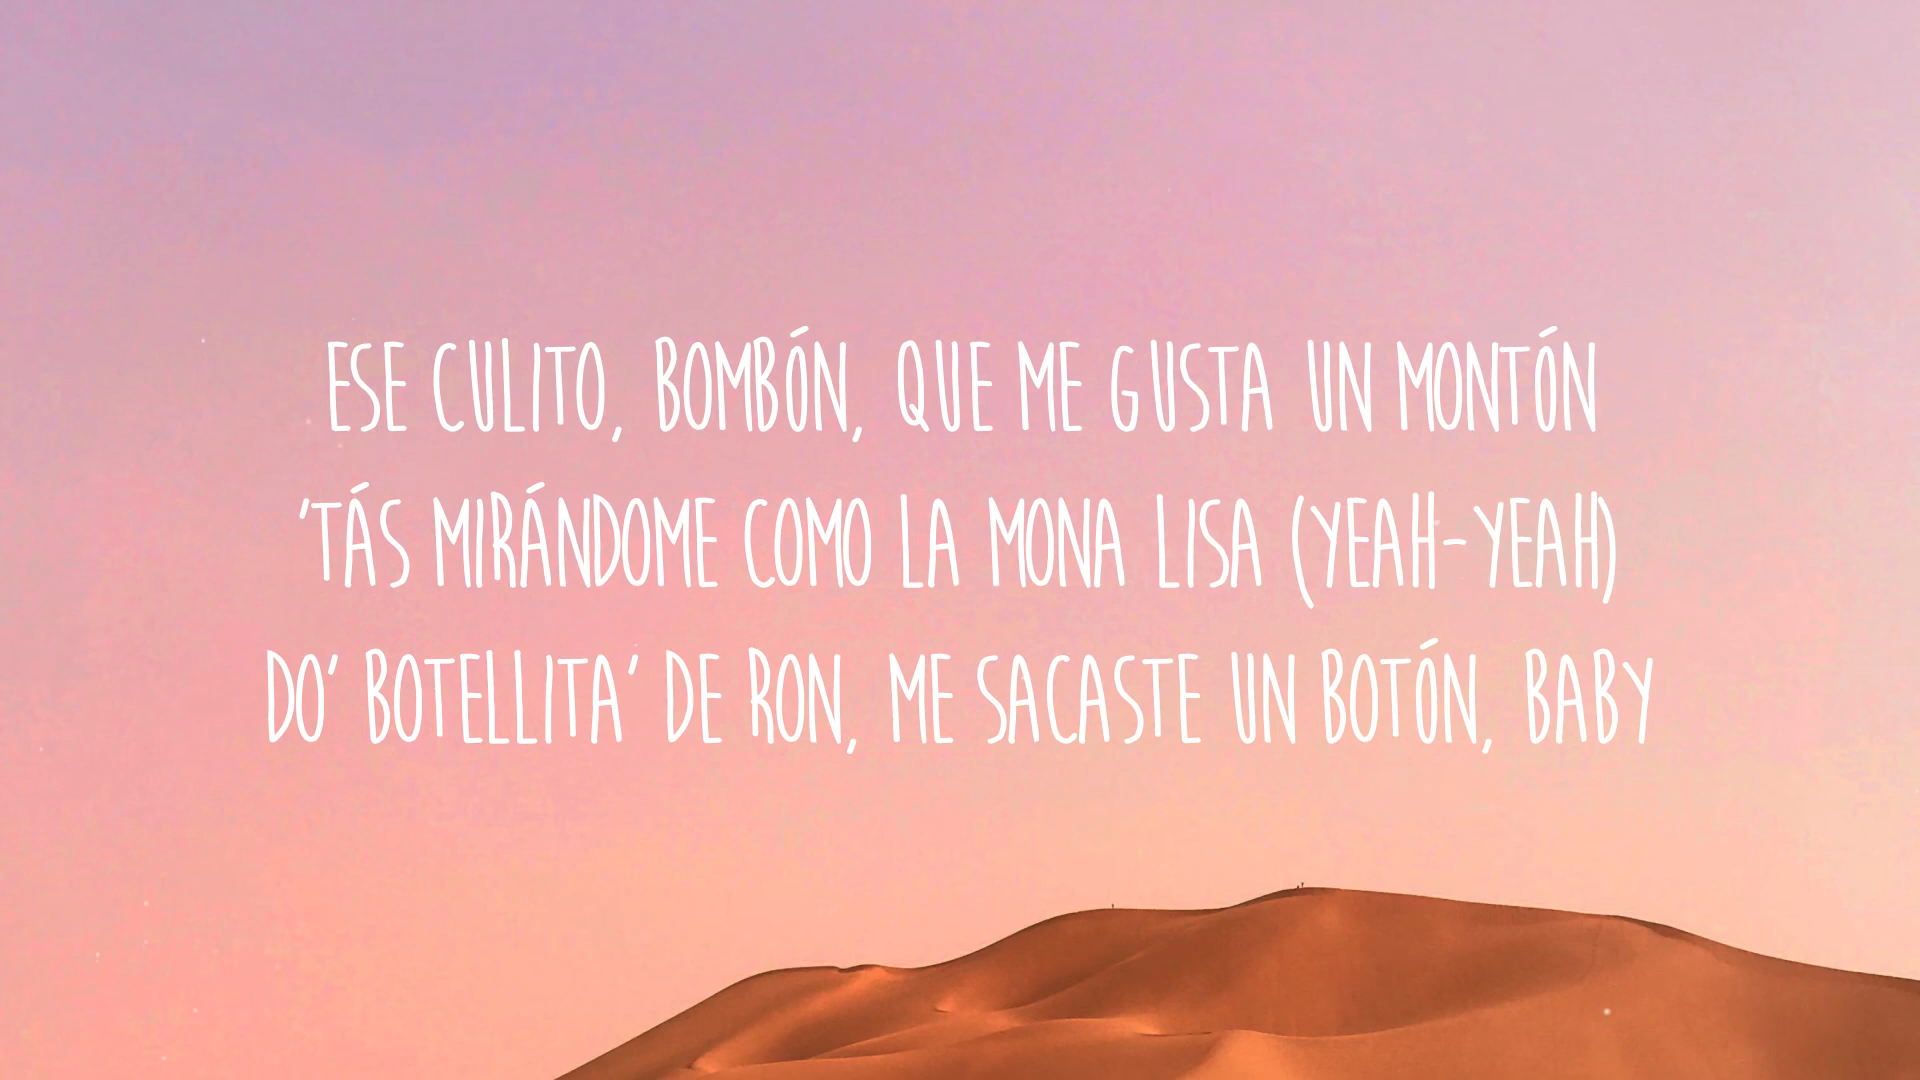 ESE CULITO, BOMBÓN, QUE ME GUSTA UN MONTÓN
'TÁS MIRÁNDOME COMO LA MONA LISA (YEAH-YEAH)
DO' BOTELLITA' DE RON, ME SACASTE UN BOTÓN, BABY